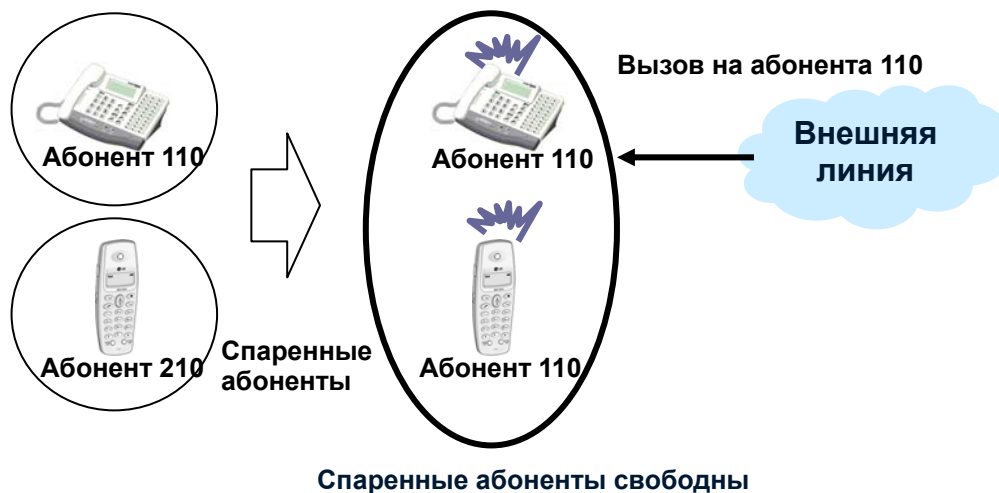 Абонент 110
Абонент 210
Спаренные
абоненты
Абонент 110
Абонент 110
Вызов на абонента 110
Внешняя
линия
Спаренные абоненты свободны